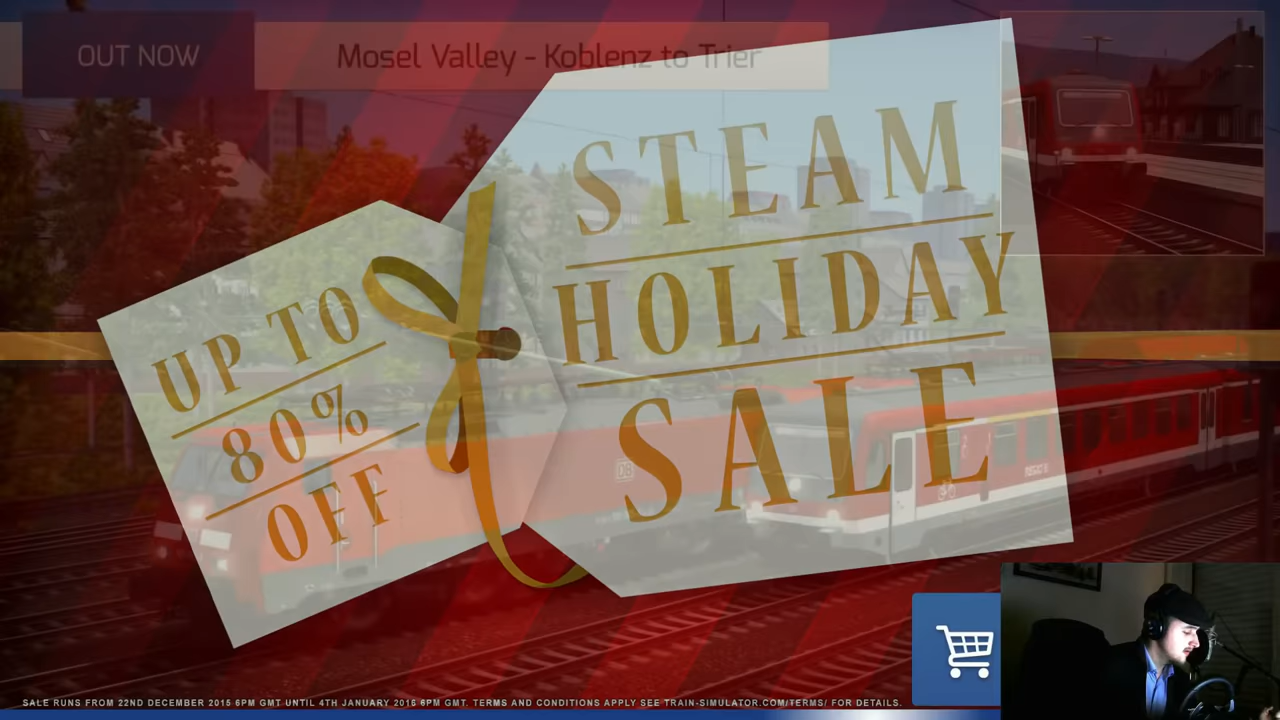 OUT NOW
Mosel Valley - Koblenz to Trier
STEAM
HOLIDAY
SALE
UP TO
80%
OFF
DB
SALE RUNS FROM 22ND DECEMBER 2015 6PM GMT UNTIL 4TH JANUARY 2016 6PM GMT. TERMS AND CONDITIONS APPLY SEE TRAIN-SIMULATOR.COM/TERMS/ FOR DETAILS.